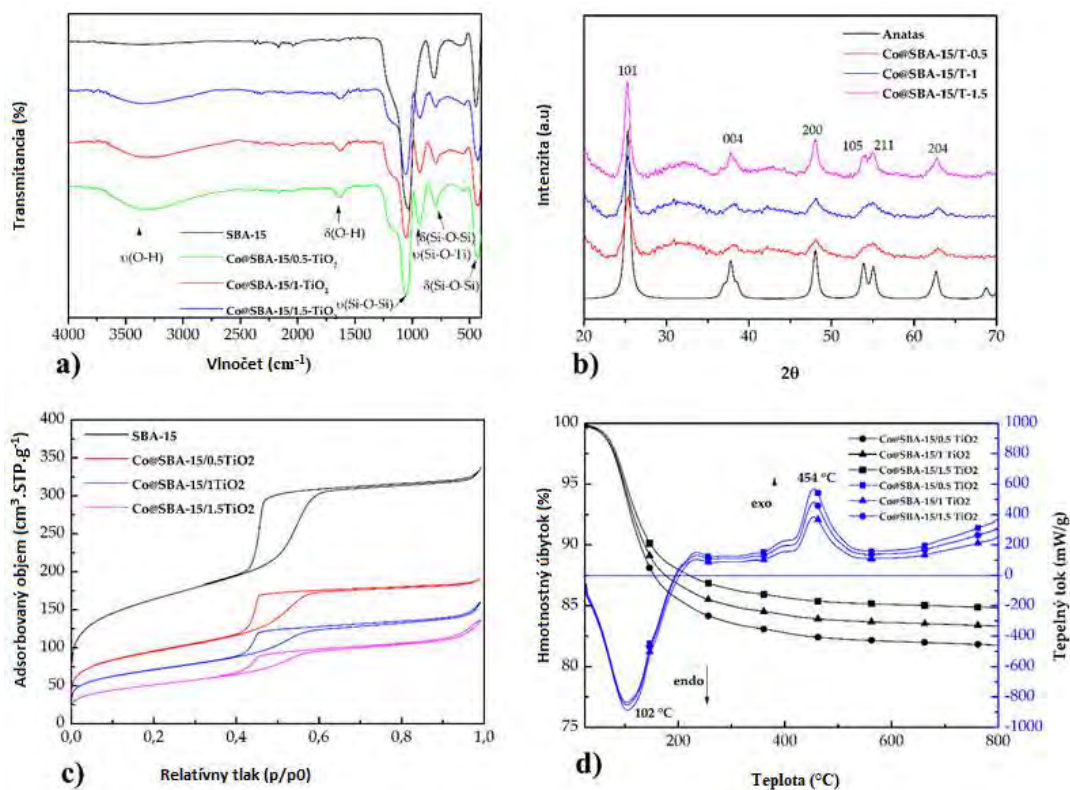 Transmitancia (%)
υ(O-H)
δ(O-H)
δ(Si-O-Si)
υ(Si-O-Ti)
δ(Si-O-Si)
υ(Si-O-Si)
SBA-15
Co@SBA-15/0.5-TiO2
Co@SBA-15/1-TiO2
Co@SBA-15/1.5-TiO2
4000 3500 3000 2500 2000 1500 1000 500
Vlnočet (cm-1)
a)
Intenzita (a.u)
Anatas
Co@SBA-15/T-0.5
Co@SBA-15/T-1
Co@SBA-15/T-1.5
101
004
200
105
211
204
20 30 40 50 60 70
2θ
b)
Adsorbovaný objem (cm3.STP.g-1)
400
350
300
250
200
150
100
50
0
SBA-15
Co@SBA-15/0.5TiO2
Co@SBA-15/1TiO2
Co@SBA-15/1.5TiO2
0,0 0,2 0,4 0,6 0,8 1,0
Relatívny tlak (p/p0)
c)
Hmotnostný úbytok (%)
100
95
90
85
80
75
Co@SBA-15/0.5 TiO2
Co@SBA-15/1 TiO2
Co@SBA-15/1.5 TiO2
Co@SBA-15/0.5 TiO2
Co@SBA-15/1 TiO2
Co@SBA-15/1.5 TiO2
exo
454 °C
endo
102 °C
1000
800
600
400
200
0
-200
-400
-600
-800
-1000
Tepelný tok (mW/g)
200 400 600 800
Teplota (°C)
d)